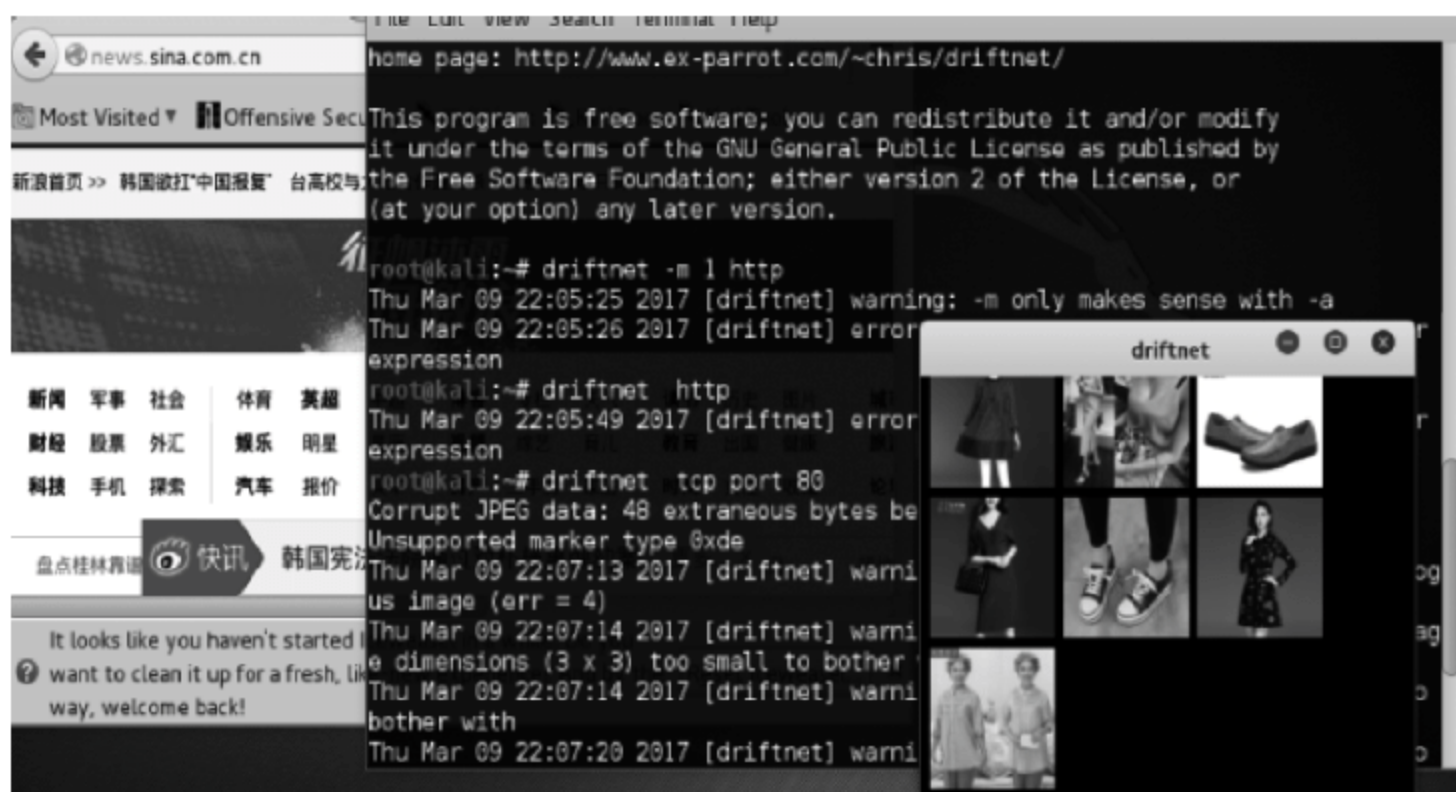 File Edit View Search Terminal Help
news.sina.com.cn
Most Visited
Offensive Secu
新浪首页 >> 韩国欲扛“中国报复” 台高校与
新闻 军事 社会 体育 英超
财经 股票 外汇 娱乐 明星
科技 手机 探索 汽车 报价
盘点桂林靠谱
快讯
韩国宪法
It looks like you haven't started
want to clean it up for a fresh, lik
way, welcome back!
home page: http://www.ex-parrot.com/~chris/driftnet/
This program is free software; you can redistribute it and/or modify
it under the terms of the GNU General Public License as published by
the Free Software Foundation; either version 2 of the License, or
(at your option) any later version.
root@kali:~# driftnet -m 1 http
Thu Mar 09 22:05:25 2017 [driftnet] warning: -m only makes sense with -a
Thu Mar 09 22:05:26 2017 [driftnet] error
expression
root@kali:~# driftnet http
Thu Mar 09 22:05:49 2017 [driftnet] error
expression
root@kali:~# driftnet tcp port 80
Corrupt JPEG data: 48 extraneous bytes be
Unsupported marker type 0xde
Thu Mar 09 22:07:13 2017 [driftnet] warni
us image (err = 4)
Thu Mar 09 22:07:14 2017 [driftnet] warni
e dimensions (3 x 3) too small to bother
Thu Mar 09 22:07:14 2017 [driftnet] warni
bother with
Thu Mar 09 22:07:20 2017 [driftnet] warni
driftnet